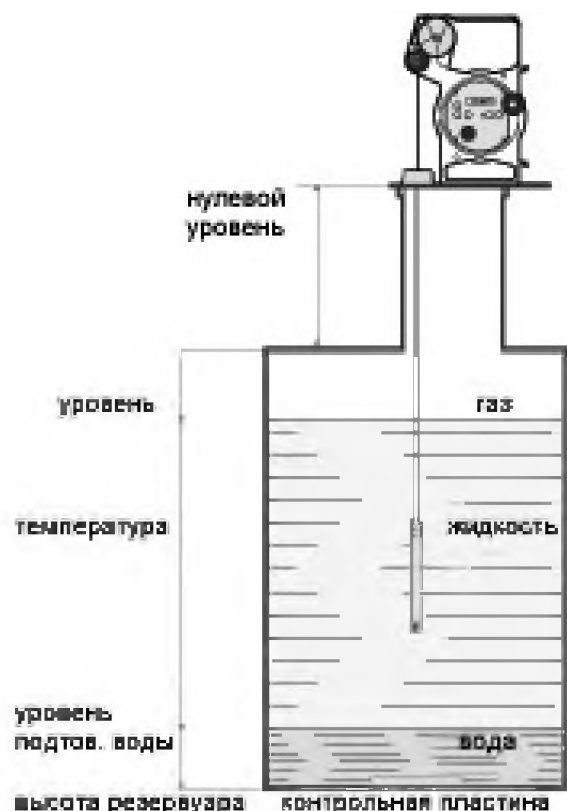 нулевой
уровень
уровень
газ
температура
жидкость
уровень
подтов. воды
вода
высота резервуара
контрольная пластина